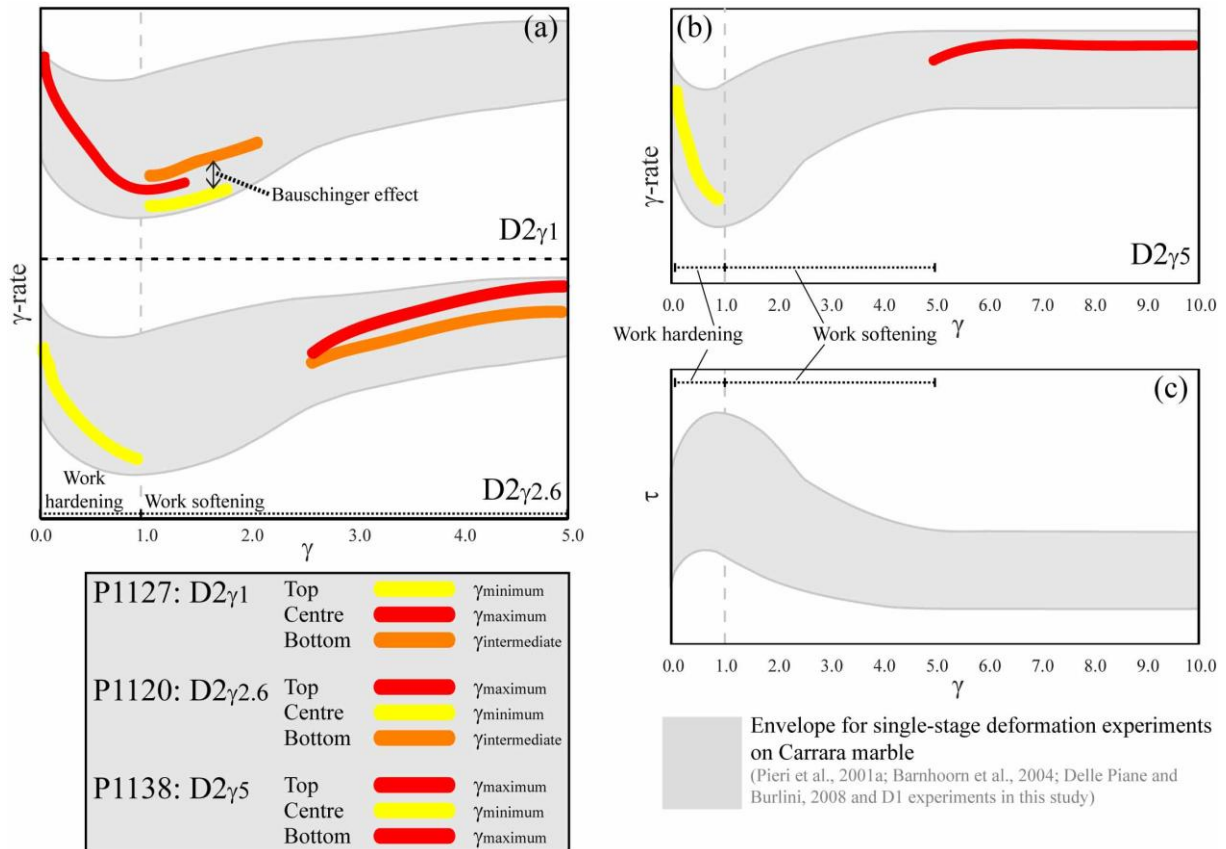 (a)
Bauschinger effect
D2γ1
γ-rate
Work
hardening
Work softening
D2γ2.6
0.0 1.0 2.0 3.0 4.0 5.0
γ
(b)
γ-rate
D2γ5
0.0 1.0 2.0 3.0 4.0 5.0 6.0 7.0 8.0 9.0 10.0
γ
Work hardening
Work softening
(c)
τ
0.0 1.0 2.0 3.0 4.0 5.0 6.0 7.0 8.0 9.0 10.0
γ
P1127: D2γ1 Top γminimum
Centre γmaximum
Bottom γintermediate
P1120: D2γ2.6 Top γmaximum
Centre γminimum
Bottom γintermediate
P1138: D2γ5 Top γmaximum
Centre γminimum
Bottom γmaximum
Envelope for single-stage deformation experiments
on Carrara marble
(Pieri et al., 2001a; Barnhoorn et al., 2004; Delle Piane and
Burlini, 2008 and D1 experiments in this study)